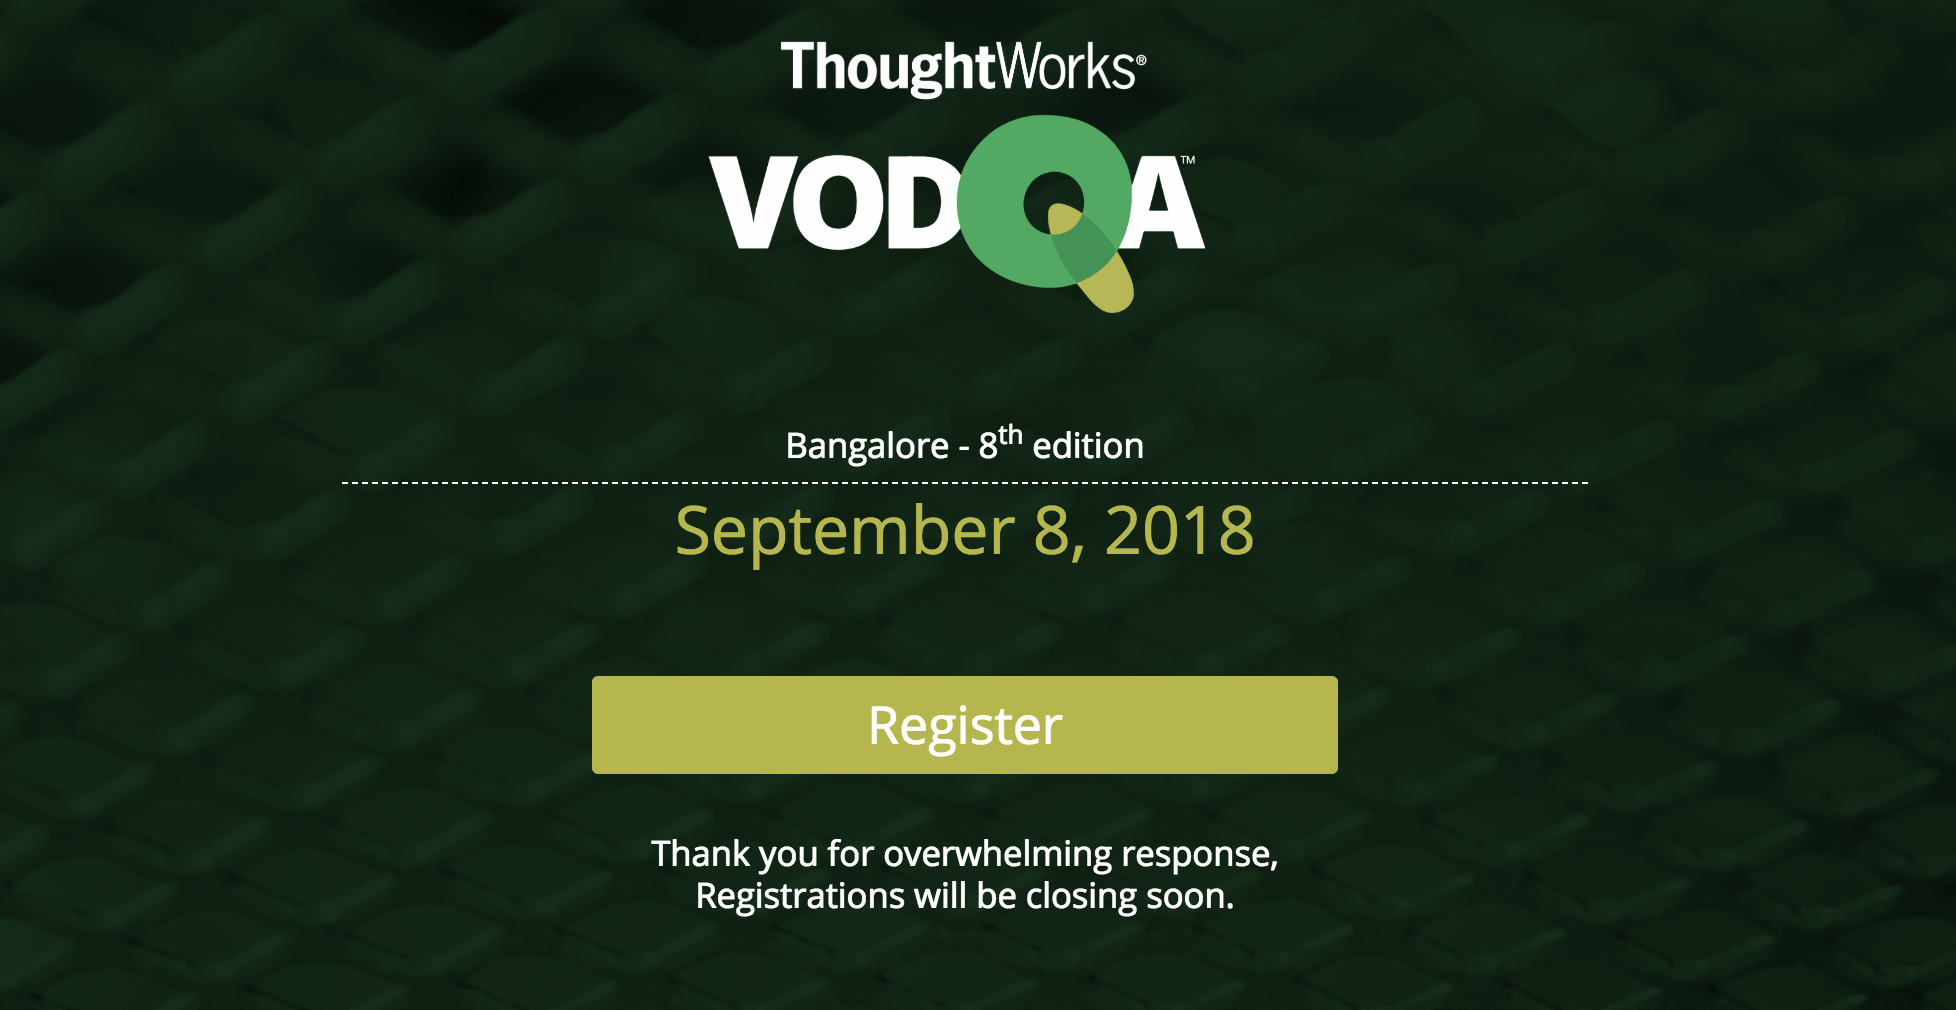 ThoughtWorks®
VODQA™
Bangalore - 8th edition
September 8, 2018
Register
Thank you for overwhelming response,
Registrations will be closing soon.